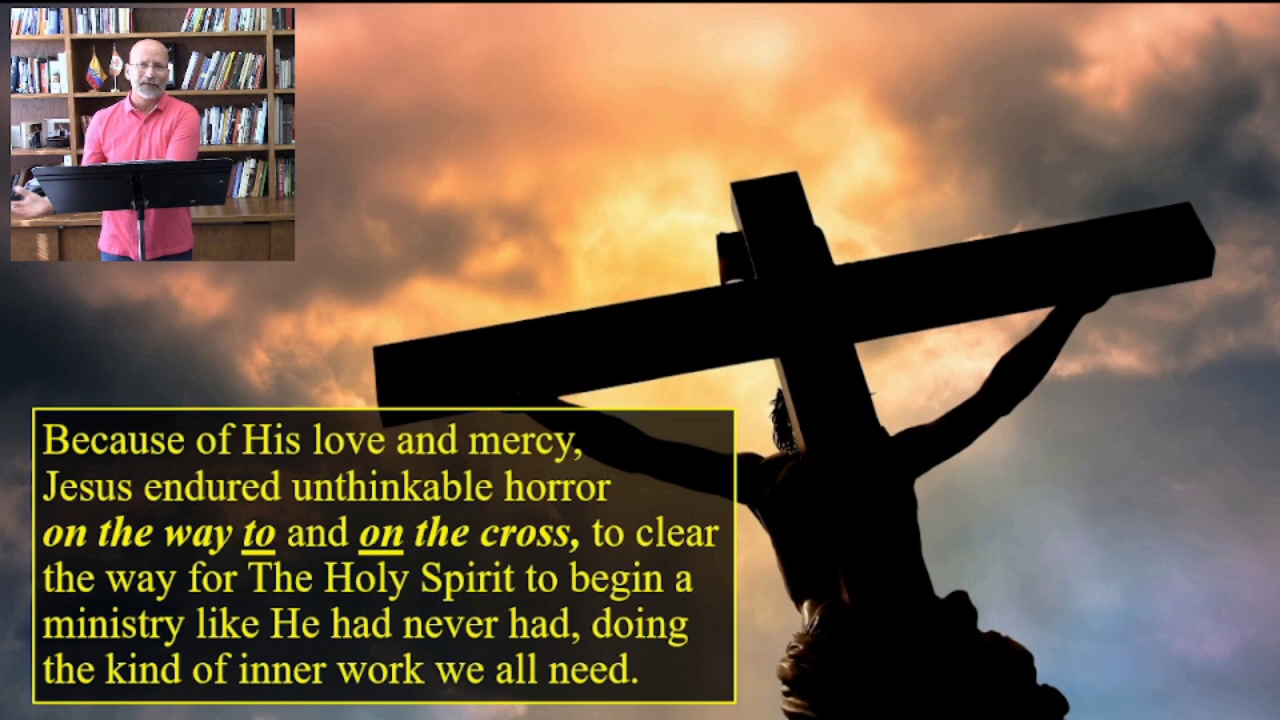 Because of His love and mercy,
Jesus endured unthinkable horror
on the way to and on the cross, to clear
the way for The Holy Spirit to begin a
ministry like He had never had, doing
the kind of inner work we all need.